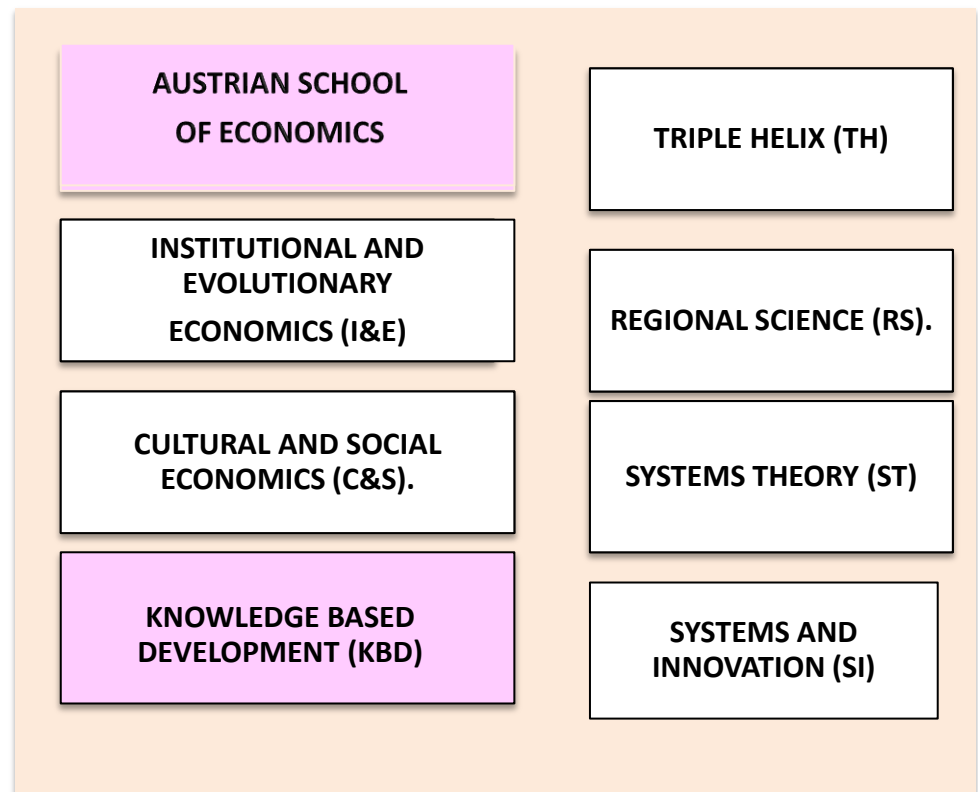 AUSTRIAN SCHOOL
OF ECONOMICS
INSTITUTIONAL AND
EVOLUTIONARY
ECONOMICS (I&E)
CULTURAL AND SOCIAL
ECONOMICS (C&S).
KNOWLEDGE BASED
DEVELOPMENT (KBD)
TRIPLE HELIX (TH)
REGIONAL SCIENCE (RS).
SYSTEMS THEORY (ST)
SYSTEMS AND
INNOVATION (SI)